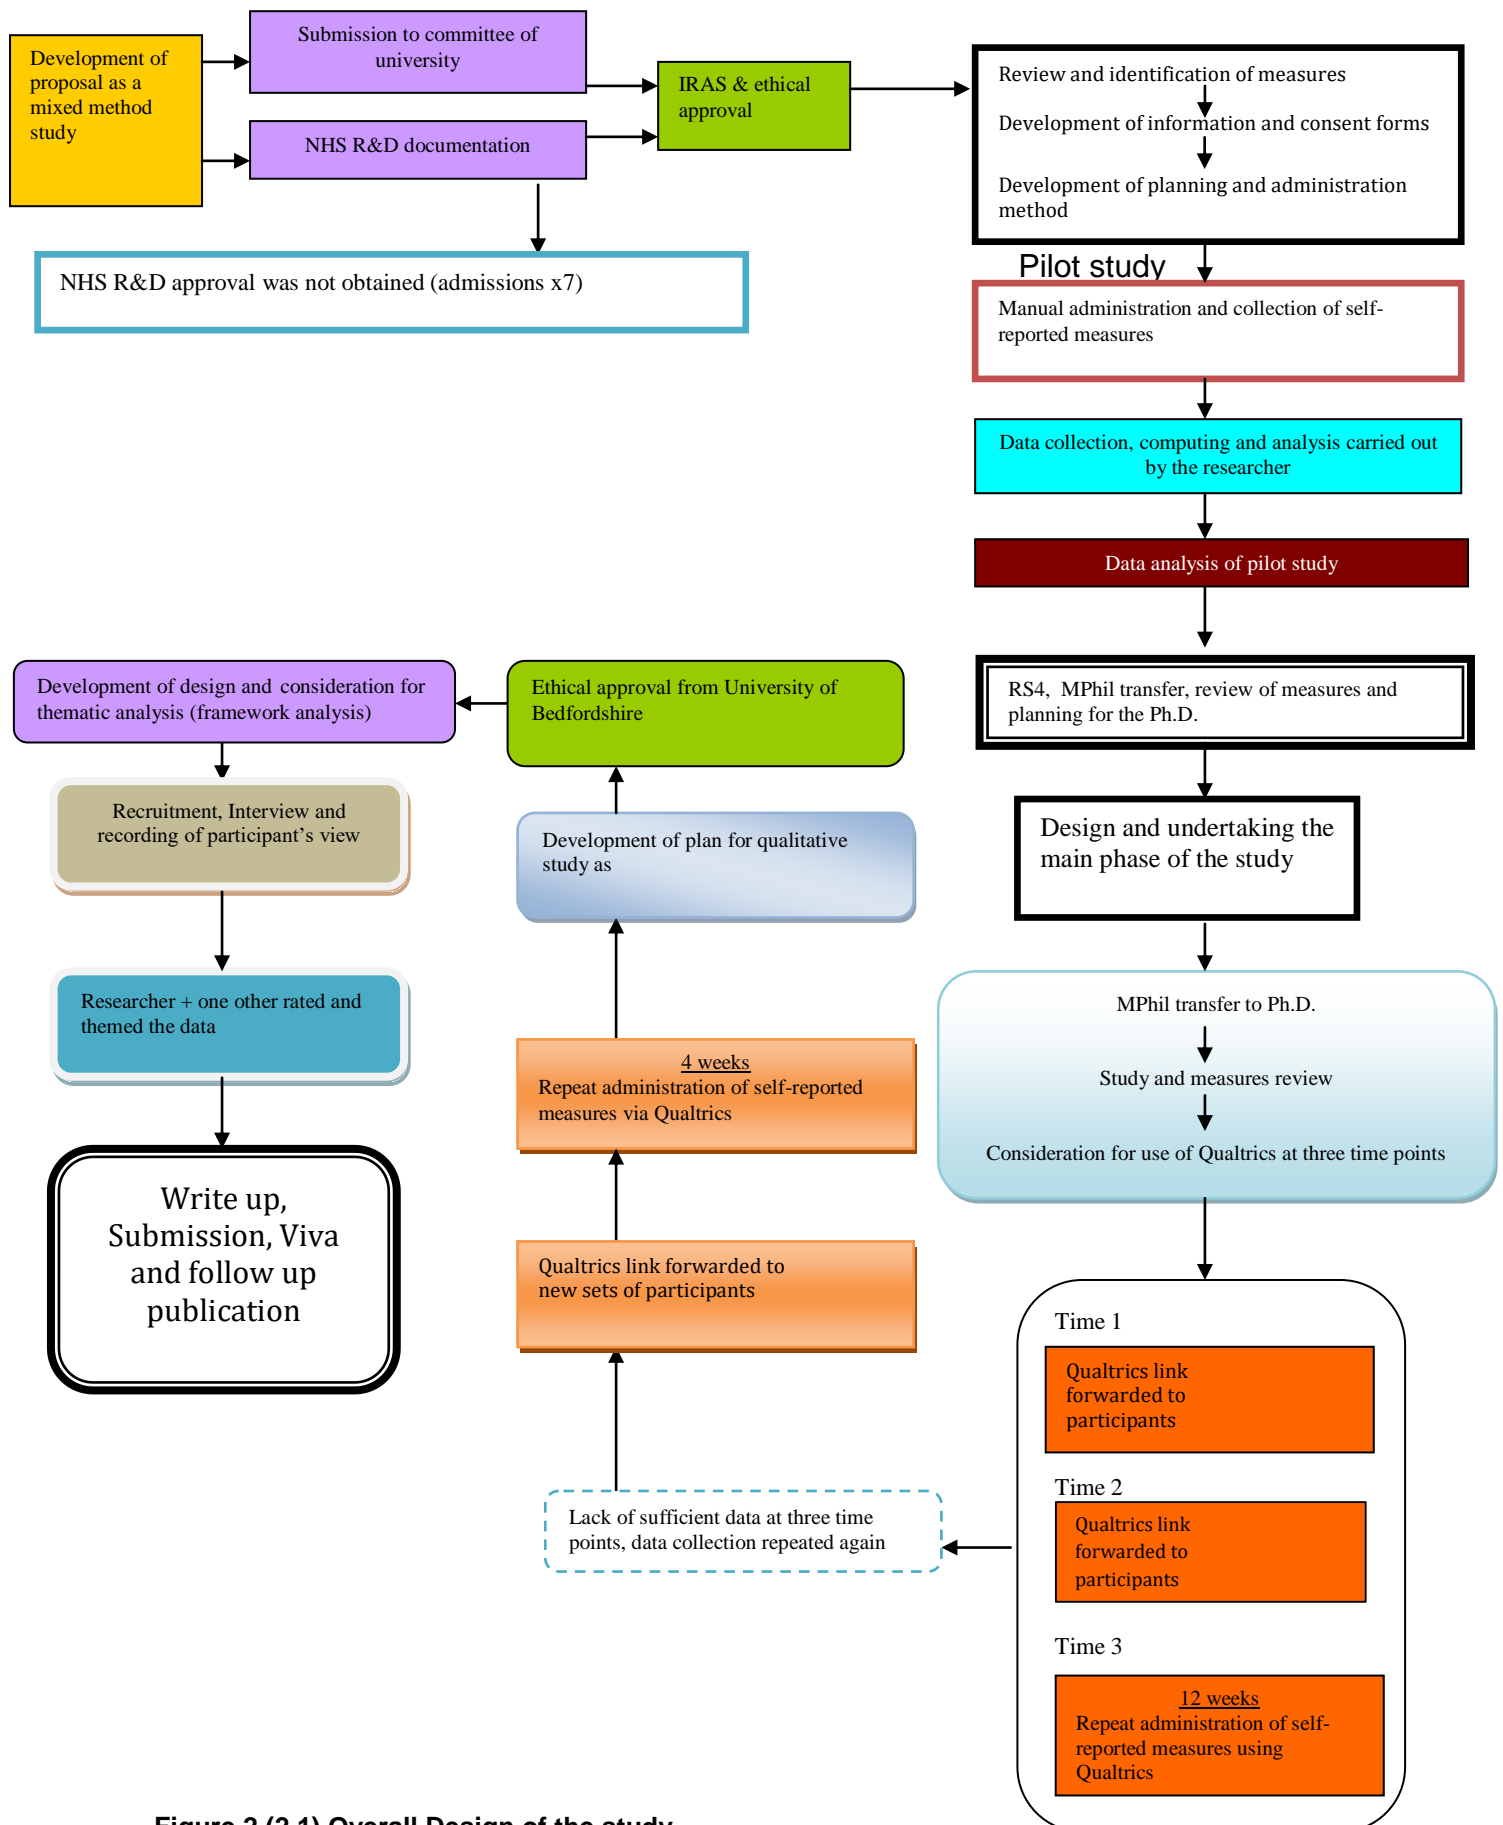 Development of
proposal as a
mixed method
study
Submission to committee of
university
NHS R&D documentation
IRAS & ethical
approval
NHS R&D approval was not obtained (admissions x7)
Review and identification of measures
Development of information and consent forms
Development of planning and administration
method
Pilot study
Manual administration and collection of self-
reported measures
Data collection, computing and analysis carried out
by the researcher
Data analysis of pilot study
RS4, MPhil transfer, review of measures and
planning for the Ph.D.
Design and undertaking the
main phase of the study
MPhil transfer to Ph.D.
Study and measures review
Consideration for use of Qualtrics at three time points
Time 1
Qualtrics link
forwarded to
participants
Time 2
Qualtrics link
forwarded to
participants
Time 3
12 weeks
Repeat administration of self-
reported measures using
Qualtrics
Lack of sufficient data at three time
points, data collection repeated again
Qualtrics link forwarded to
new sets of participants
4 weeks
Repeat administration of self-reported
measures via Qualtrics
Development of plan for qualitative
study as
Ethical approval from University of
Bedfordshire
Development of design and consideration for
thematic analysis (framework analysis)
Recruitment, Interview and
recording of participant's view
Researcher + one other rated and
themed the data
Write up,
Submission, Viva
and follow up
publication
Figure 2 (2.1) Overall Design of the study